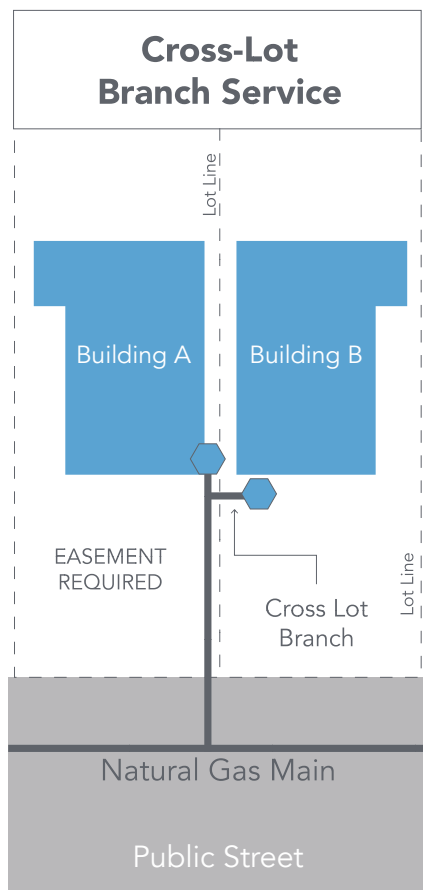 Cross-Lot
Branch Service
Lot Line
Building A
Building B
EASEMENT
REQUIRED
Lot Line
Cross Lot
Branch
Natural Gas Main
Public Street